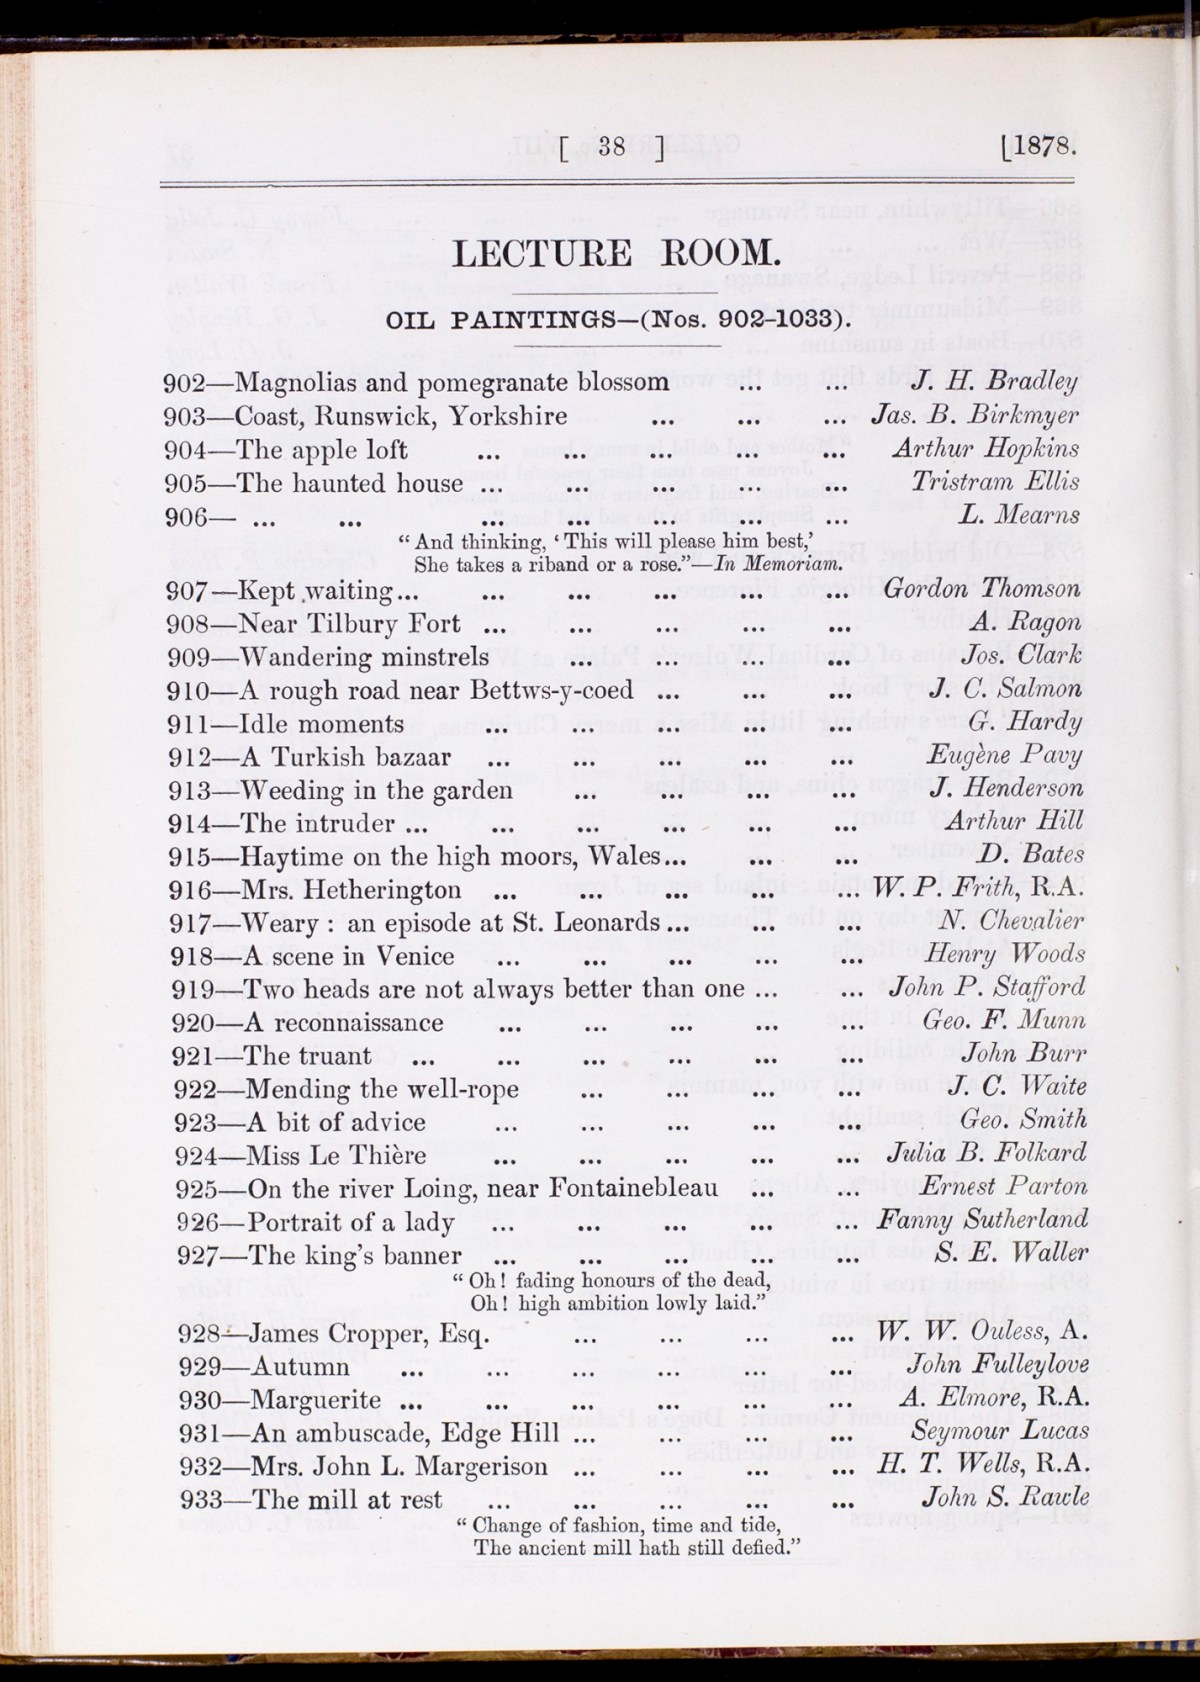 [ 38 ] [1878.
LECTURE ROOM.
OIL PAINTINGS—(Nos. 902-1033).
902—Magnolias and pomegranate blossom ... ... J. H. Bradley
903—Coast, Runswick, Yorkshire ... ... ... Jas. B. Birkmyer
904—The apple loft ... ... ... ... ... Arthur Hopkins
905—The haunted house ... ... ... ... ... Tristram Ellis
906— ... ... ... ... ... ... ... L. Mearns
“And thinking, ‘This will please him best,’
She takes a riband or a rose.”—In Memoriam.
907—Kept waiting... ... ... ... ... ... Gordon Thomson
908—Near Tilbury Fort ... ... ... ... ... A. Ragon
909—Wandering minstrels ... ... ... ... Jos. Clark
910—A rough road near Bettws-y-coed ... ... ... J. C. Salmon
911—Idle moments ... ... ... ... ... G. Hardy
912—A Turkish bazaar ... ... ... ... ... Eugène Pavy
913—Weeding in the garden ... ... ... ... J. Henderson
914—The intruder ... ... ... ... ... ... Arthur Hill
915—Haytime on the high moors, Wales... ... ... D. Bates
916—Mrs. Hetherington ... ... ... ... ... W. P. Frith, R.A.
917—Weary : an episode at St. Leonards ... ... ... N. Chevalier
918—A scene in Venice ... ... ... ... ... Henry Woods
919—Two heads are not always better than one ... ... John P. Stafford
920—A reconnaissance ... ... ... ... ... Geo. F. Munn
921—The truant ... ... ... ... ... ... John Burr
922—Mending the well-rope ... ... ... ... J. C. Waite
923—A bit of advice ... ... ... ... ... Geo. Smith
924—Miss Le Thière ... ... ... ... ... Julia B. Folkard
925—On the river Loing, near Fontainebleau ... ... Ernest Parton
926—Portrait of a lady ... ... ... ... ... Fanny Sutherland
927—The king’s banner ... ... ... ... ... S. E. Waller
“Oh! fading honours of the dead,
Oh! high ambition lowly laid.”
928—James Cropper, Esq. ... ... ... ... W. W. Ouless, A.
929—Autumn ... ... ... ... ... ... John Fulleylove
930—Marguerite ... ... ... ... ... ... A. Elmore, R.A.
931—An ambuscade, Edge Hill ... ... ... ... Seymour Lucas
932—Mrs. John L. Margerison ... ... ... ... H. T. Wells, R.A.
933—The mill at rest ... ... ... ... ... John S. Rawle
“Change of fashion, time and tide,
The ancient mill hath still defied.”